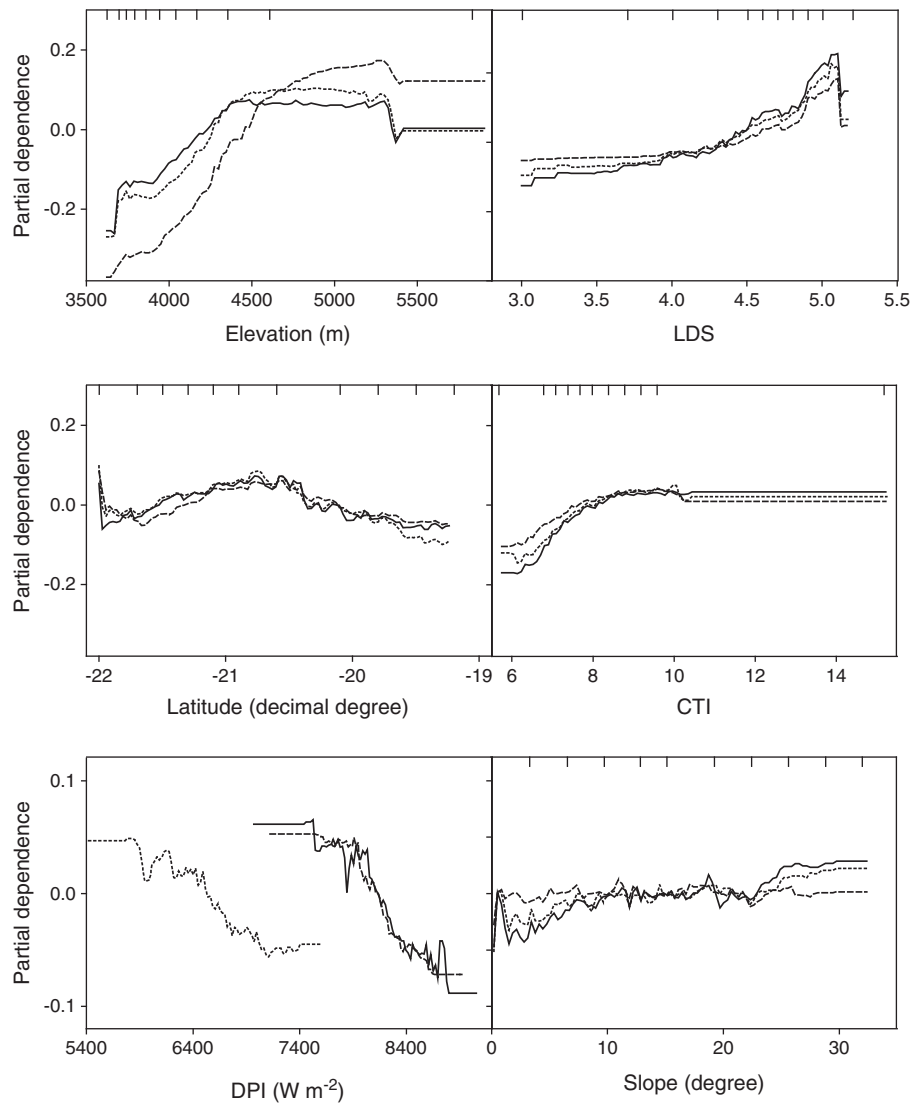 Partial dependence
0.2
0.0
-0.2
3500 4000 4500 5000 5500
Elevation (m)
3.0 3.5 4.0 4.5 5.0 5.5
LDS
Partial dependence
0.2
0.0
-0.2
-22 -21 -20 -19
Latitude (decimal degree)
6 8 10 12 14
CTI
Partial dependence
0.1
0.0
-0.1
5400 6400 7400 8400
DPI (W m-2)
0 10 20 30
Slope (degree)